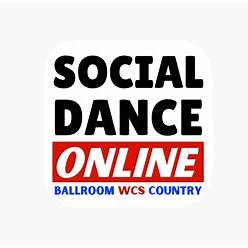 SOCIAL
DANCE
ONLINE
BALLROOM WCS COUNTRY